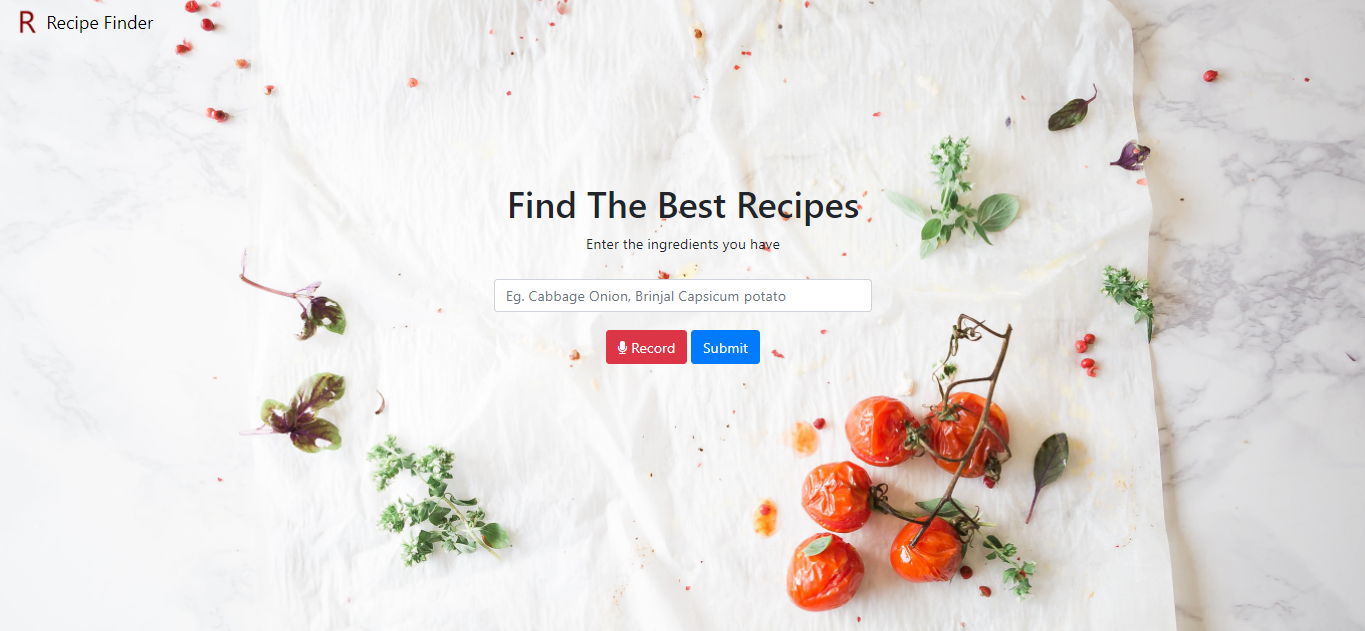 R Recipe Finder
Find The Best Recipes
Enter the ingredients you have
Eg. Cabbage Onion, Brinjal Capsicum potato
Record Submit